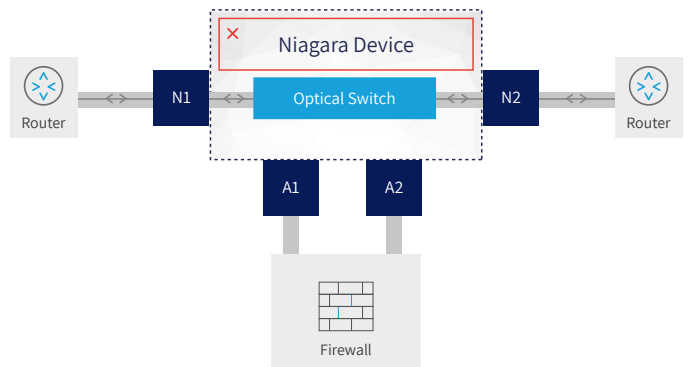 Niagara Device
Router
N1
Optical Switch
N2
Router
A1
A2
Firewall